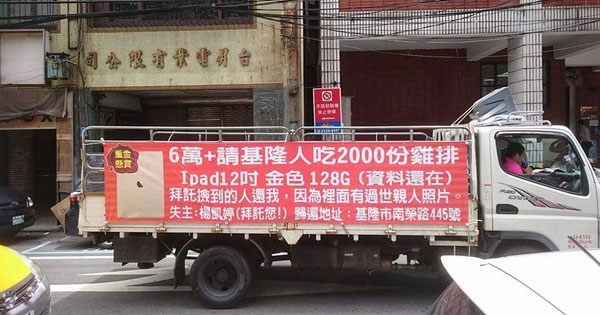 台昇電業有限公司
重金
懸賞
6萬+請基隆人吃2000份雞排
Ipad12吋 金色 128G (資料還在)
拜託撿到的人還我，因為裡面有過世親人照片。
失主:楊凱婷(拜託您!) 歸還地址：基隆市南榮路445號